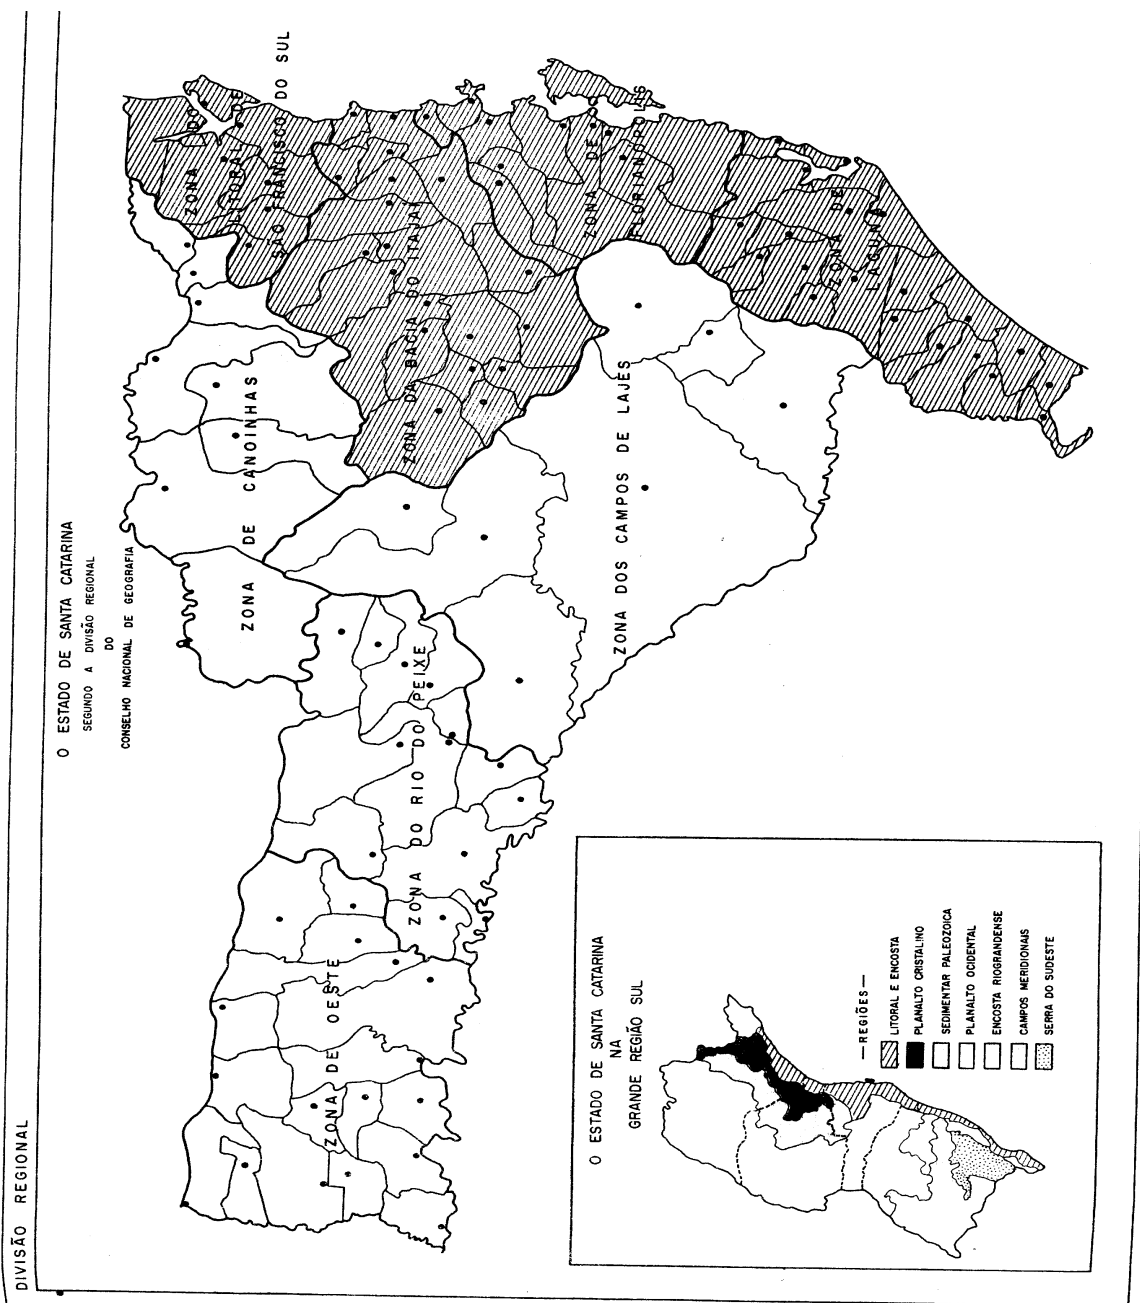 DIVISÃO REGIONAL
O ESTADO DE SANTA CATARINA
SEGUNDO A DIVISÃO REGIONAL
DO
CONSELHO NACIONAL DE GEOGRAFIA
ZONA DO
LITORAL DE
SÃO FRANCISCO DO SUL
ZONA DE CANOINHAS
ZONA DA BACIA DO ITAJAI
ZONA DE
FLORIANOPOLIS
ZONA DE
LAGUNA
ZONA DOS CAMPOS DE LAJES
ZONA DO RIO DO PEIXE
ZONA DE OESTE
O ESTADO DE SANTA CATARINA
NA
GRANDE REGIÃO SUL
—REGIÕES—
LITORAL E ENCOSTA
PLANALTO CRISTALINO
SEDIMENTAR PALEOZOICA
PLANALTO OCIDENTAL
ENCOSTA RIOGRANDENSE
CAMPOS MERIDIONAIS
SERRA DO SUDESTE